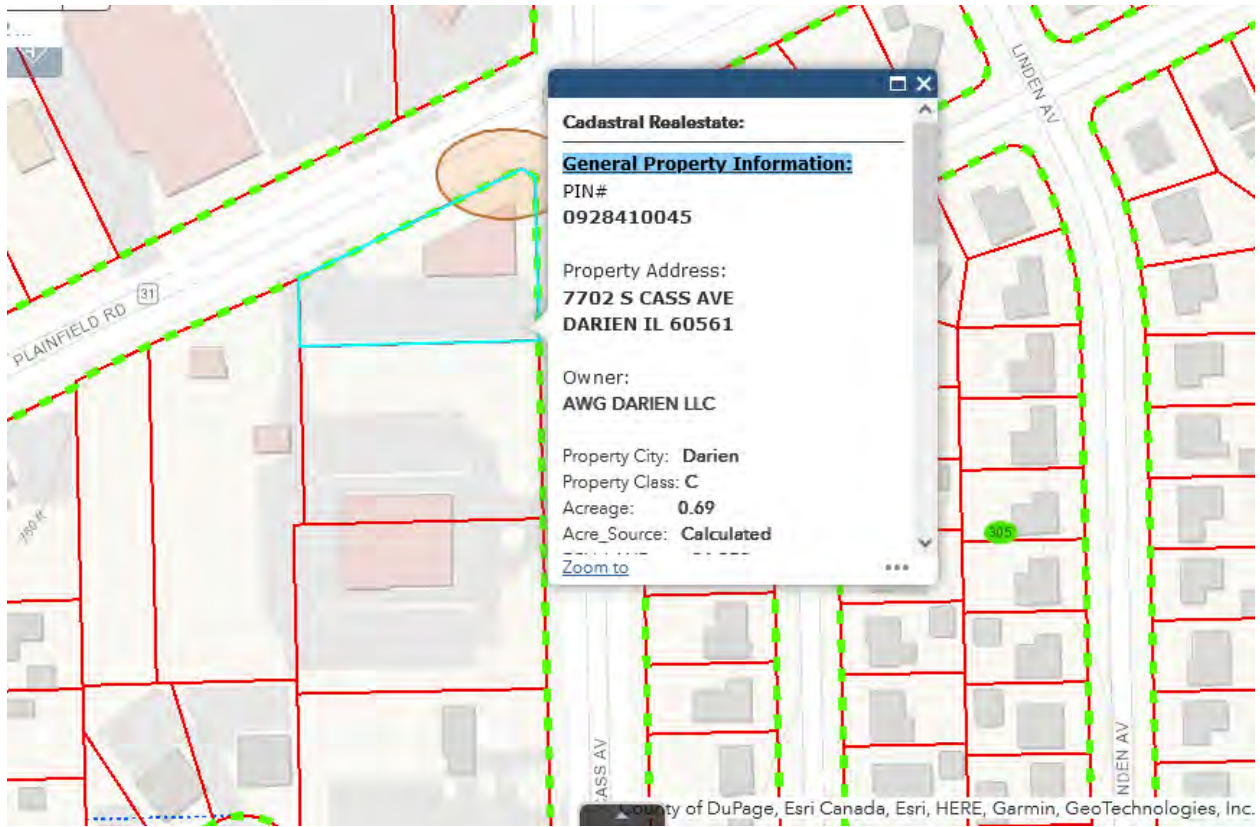 LINDEN AV
Cadastral Realestate:
General Property Information:
PIN#
0928410045
Property Address:
7702 S CASS AVE
DARIEN IL 60561
Owner:
AWG DARIEN LLC
Property City: Darien
Property Class: C
Acreage: 0.69
Acre_Source: Calculated
Zoom to
31
PLAINFIELD RD
305
CASS AV
NDEN AV
County of DuPage, Esri Canada, Esri, HERE, Garmin, GeoTechnologies, Inc.